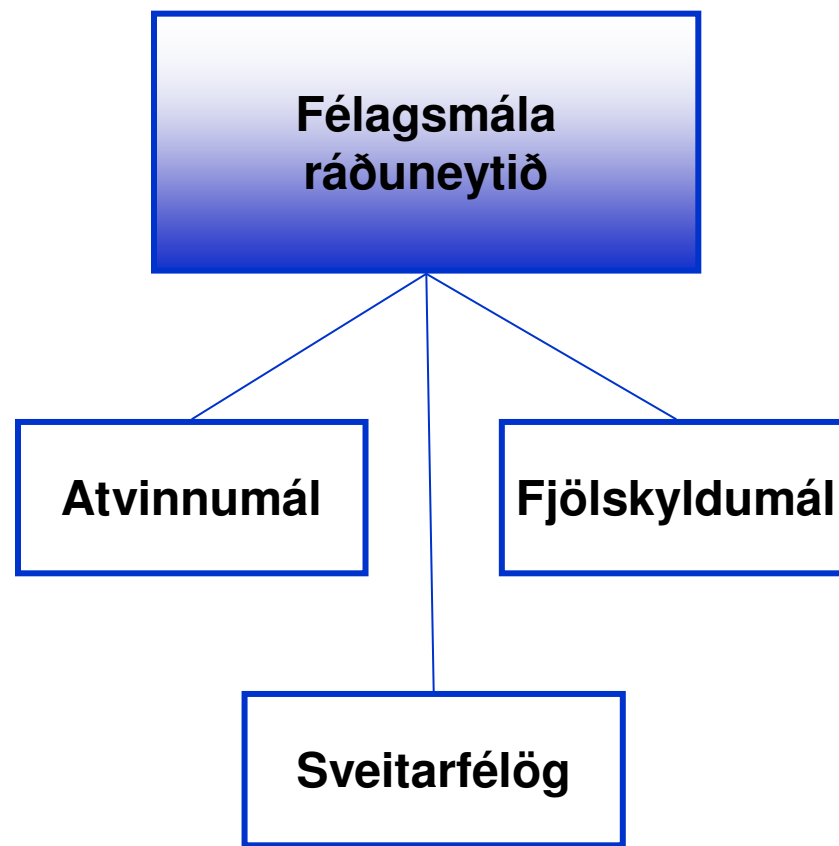 Félagsmála
ráðuneytið
Atvinnumál
Fjölskyldumál
Sveitarfélög